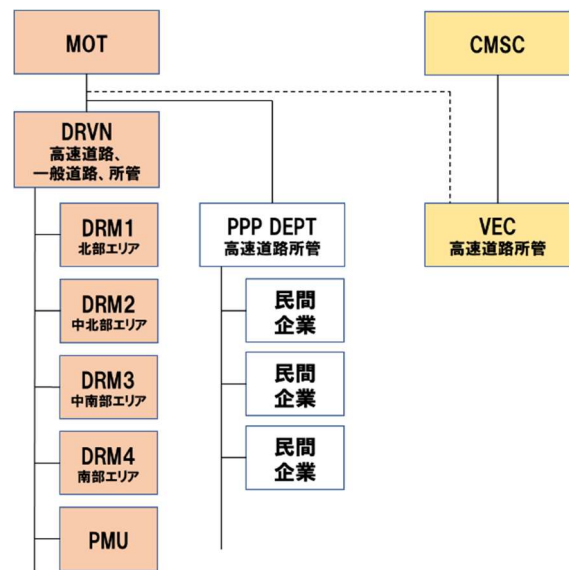 MOT
CMSC
DRVN
高速道路、
一般道路、所管
DRM1
北部エリア
DRM2
中北部エリア
DRM3
中南部エリア
DRM4
南部エリア
PMU
PPP DEPT
高速道路所管
民間
企業
民間
企業
民間
企業
VEC
高速道路所管